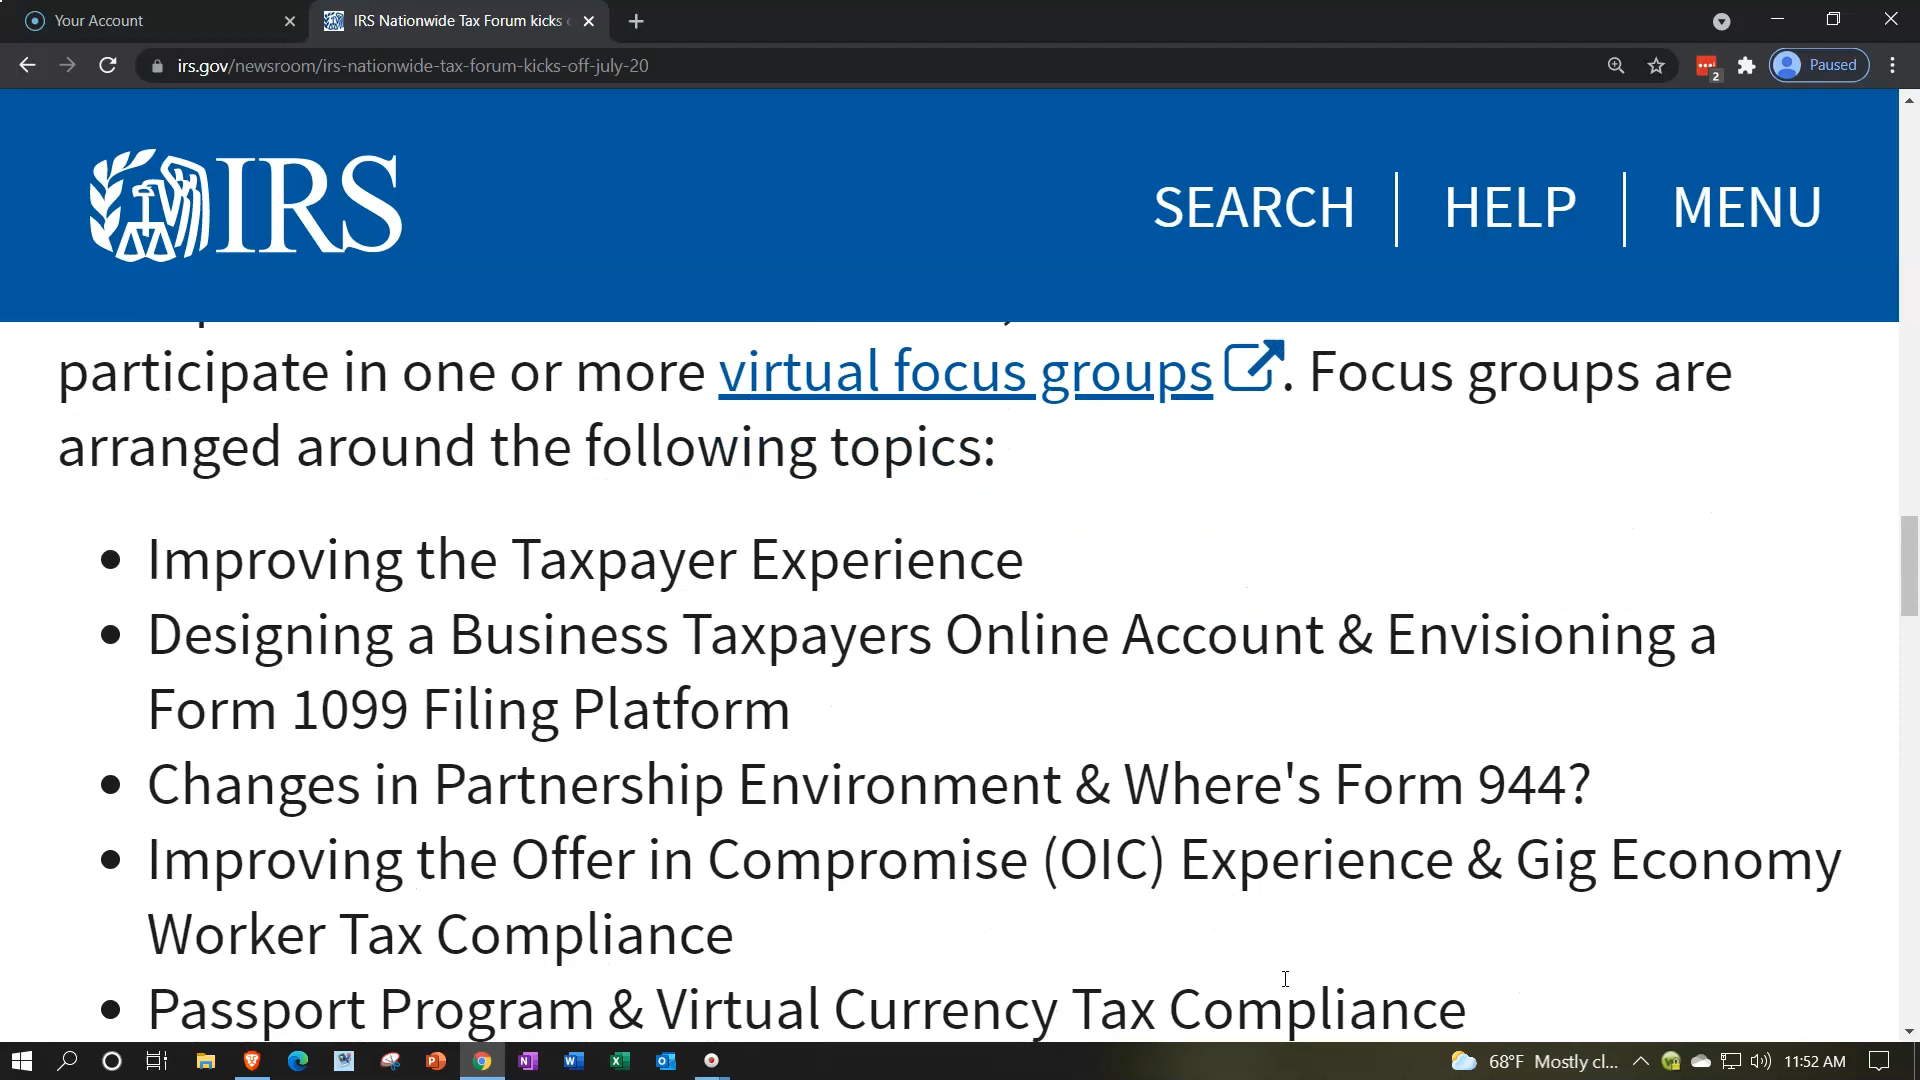 Your Account
IRS Nationwide Tax Forum kicks
irs.gov/newsroom/irs-nationwide-tax-forum-kicks-off-july-20
2
Paused
IRS
SEARCH
HELP
MENU
participate in one or more virtual focus groups. Focus groups are
arranged around the following topics:
• Improving the Taxpayer Experience
• Designing a Business Taxpayers Online Account & Envisioning a
Form 1099 Filing Platform
• Changes in Partnership Environment & Where's Form 944?
• Improving the Offer in Compromise (OIC) Experience & Gig Economy
Worker Tax Compliance
• Passport Program & Virtual Currency Tax Compliance
68°F Mostly cl...
11:52 AM